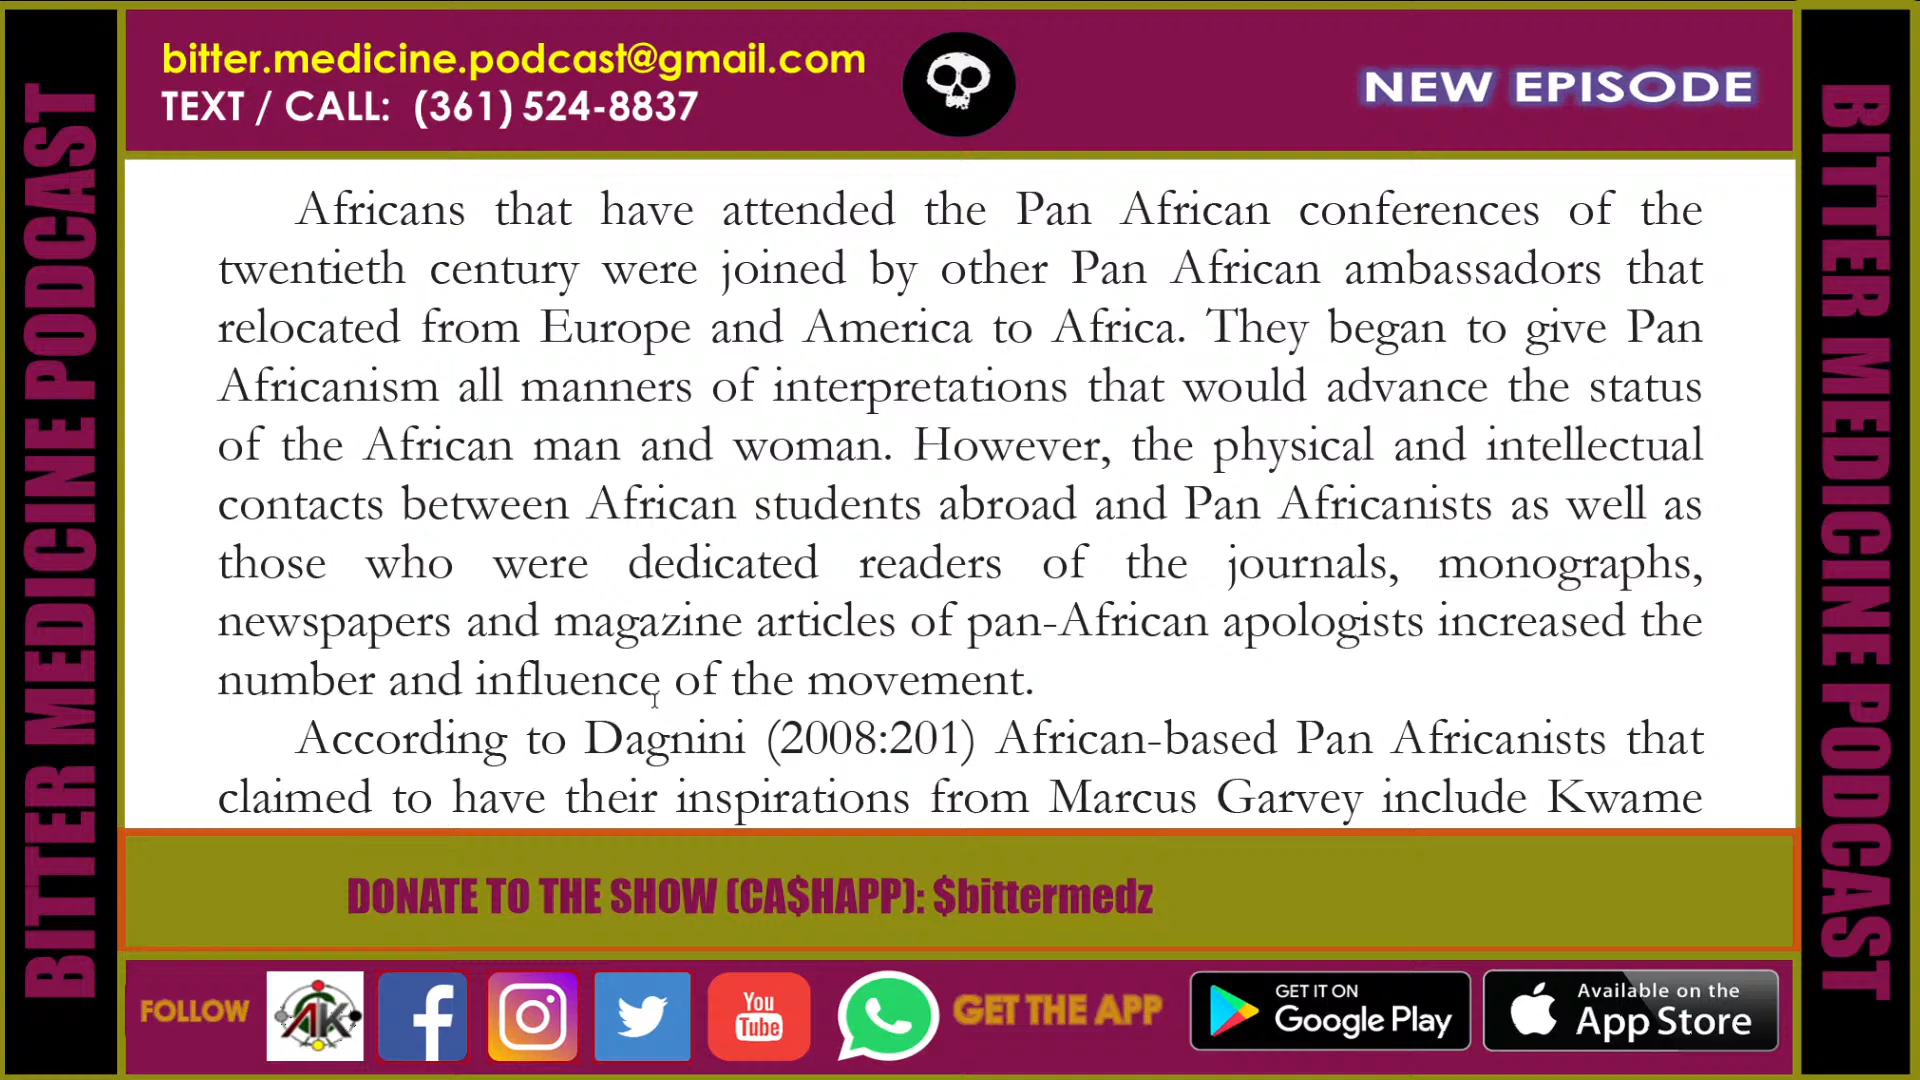 bitter.medicine.podcast@gmail.com
TEXT / CALL: (361) 524-8837
NEW EPISODE
BITTER MEDICINE PODCAST
Africans that have attended the Pan African conferences of the
twentieth century were joined by other Pan African ambassadors that
relocated from Europe and America to Africa. They began to give Pan
Africanism all manners of interpretations that would advance the status
of the African man and woman. However, the physical and intellectual
contacts between African students abroad and Pan Africanists as well as
those who were dedicated readers of the journals, monographs,
newspapers and magazine articles of pan-African apologists increased the
number and influence of the movement.
According to Dagnini (2008:201) African-based Pan Africanists that
claimed to have their inspirations from Marcus Garvey include Kwame
BITTER MEDICINE PODCAST
DONATE TO THE SHOW (CA$HAPP): $bittermedz
FOLLOW
AK
You
Tube
GET THE APP
GET IT ON
Google Play
Available on the
App Store